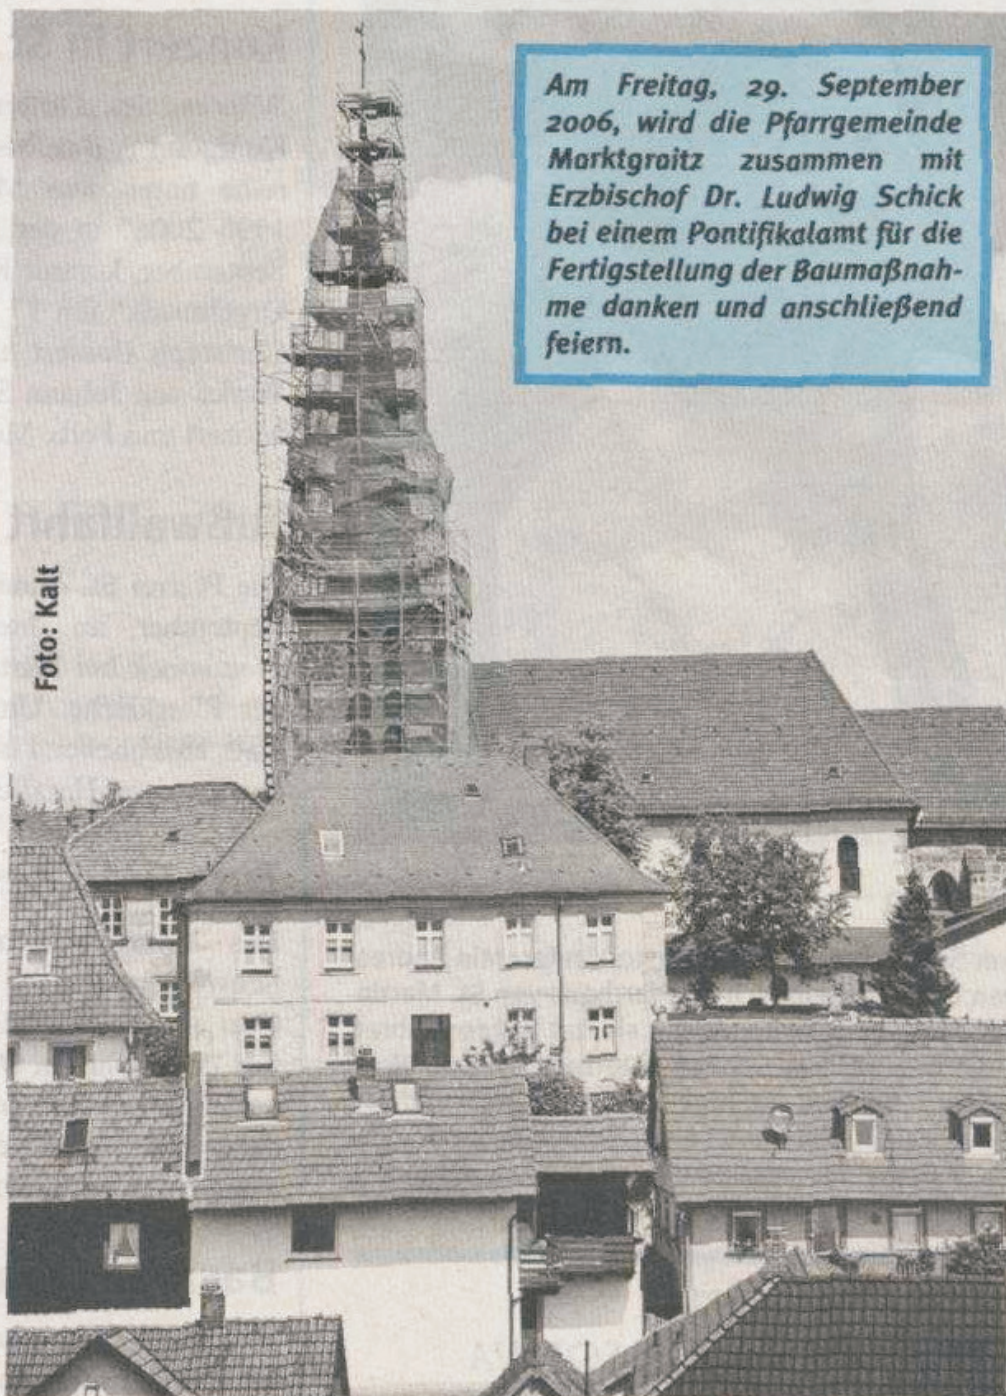 Am Freitag, 29. September
2006, wird die Pfarrgemeinde
Marktgraitz zusammen mit
Erzbischof Dr. Ludwig Schick
bei einem Pontifikalamt für die
Fertigstellung der Baumaßnah-
me danken und anschließend
feiern.
Foto: Kalt